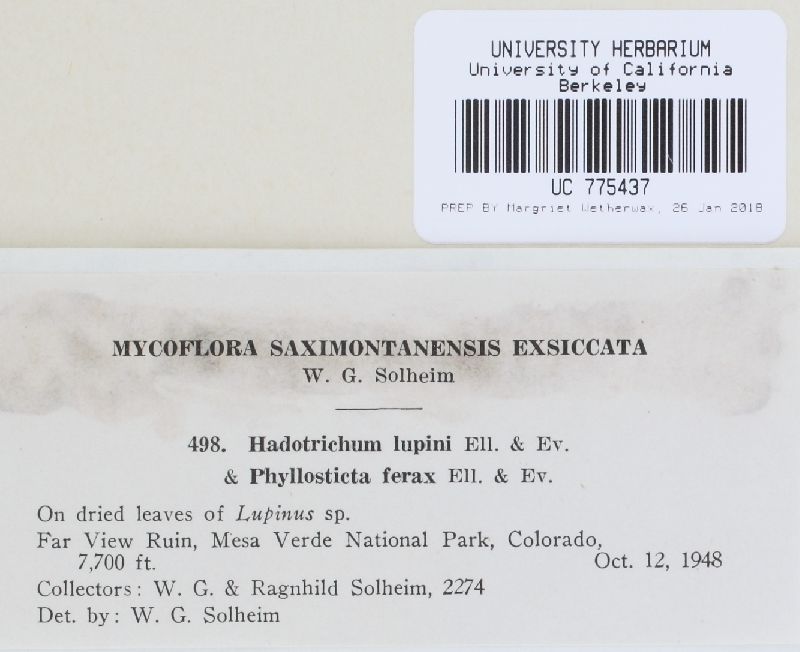 UNIVERSITY HERBARIUM
University of California
Berkeley
UC 775437
PREP BY Margriet Wetherwax, 26 Jan 2018
MYCOFLORA SAXIMONTANENSIS EXSICCATA
W. G. Solheim
498. Hadotrichum lupini Ell. & Ev.
& Phyllosticta ferax Ell. & Ev.
On dried leaves of Lupinus sp.
Far View Ruin, Mesa Verde National Park, Colorado,
7,700 ft. Oct. 12, 1948
Collectors: W. G. & Ragnhild Solheim, 2274
Det. by: W. G. Solheim